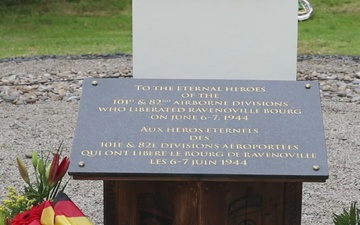 TO THE ETERNAL HEROES
OF THE
101ST & 82ND AIRBORNE DIVISIONS
WHO LIBERATED RAVENOVILLE BOURG
ON JUNE 6-7, 1944
AUX HEROS ETERNELS
DES
101E & 82E DIVISIONS AEROPORTEES
QUI ONT LIBERE LE BOURG DE RAVENOVILLE
LES 6-7 JUIN 1944